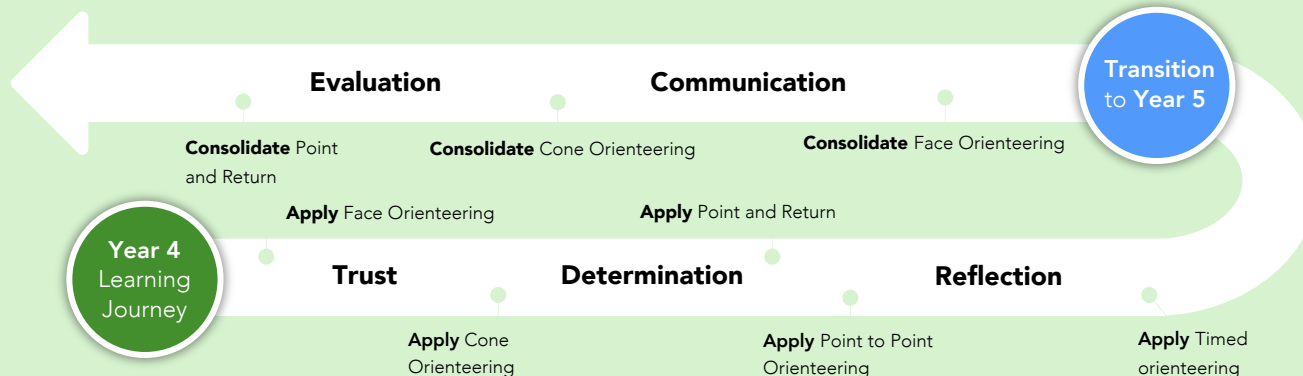 Evaluation
Communication
Transition
to Year 5
Consolidate Point
and Return
Consolidate Cone Orienteering
Consolidate Face Orienteering
Apply Face Orienteering
Apply Point and Return
Year 4
Learning
Journey
Trust
Determination
Reflection
Apply Cone
Orienteering
Apply Point to Point
Orienteering
Apply Timed
orienteering